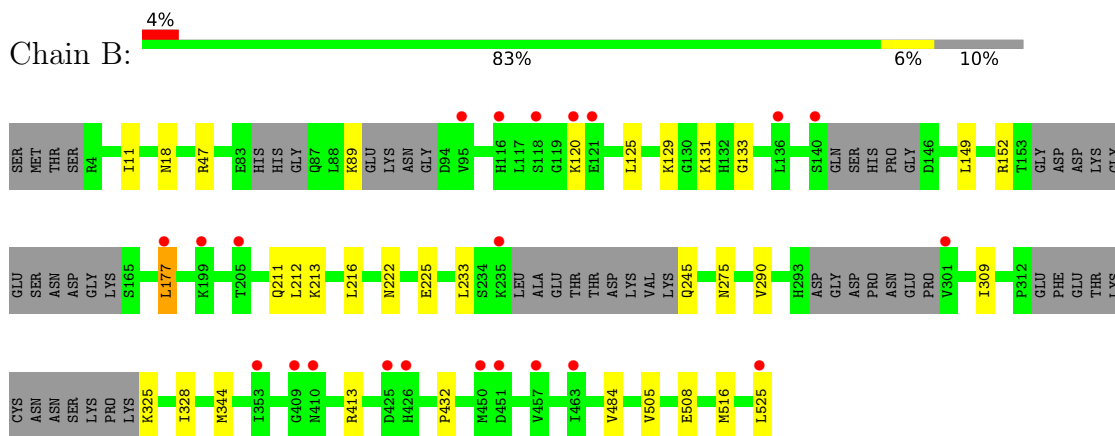 4%
Chain B:
83% 6% 10%
SER MET THR SER R4 I11 N18 R47 E83 HIS HIS GLY Q87 L88 K89 GLU LYS ASN GLY D94 V95 H116 L117 S118 G119 K120 E121 L125 K129 G130 K131 H132 G133 L136 S140 GLN SER HIS PRO GLY D146 L149 R152 T153 GLY ASP ASP LYS GLY
GLU SER ASN ASP GLY LYS S165 L177 K199 T205 Q211 L212 K213 L216 N222 E225 L233 S234 K235 LEU ALA GLU THR THR ASP LYS VAL LYS Q245 N275 V290 H293 ASP GLY ASP PRO ASN GLU PRO V301 I309 P312 GLU PHE GLU THR LYS
CYS ASN ASN SER LYS PRO LYS K325 I328 M344 I353 G409 N410 R413 D425 H426 P432 M450 D451 V457 I463 V484 V505 E508 M516 L525